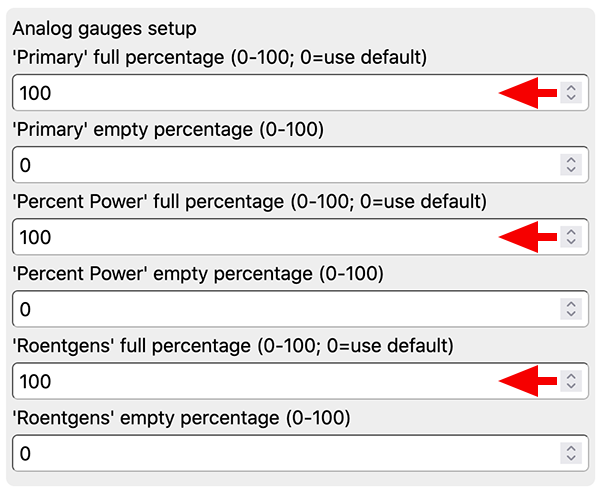 Analog gauges setup
'Primary' full percentage (0-100; 0=use default)
100
'Primary' empty percentage (0-100)
0
'Percent Power' full percentage (0-100; 0=use default)
100
'Percent Power' empty percentage (0-100)
0
'Roentgens' full percentage (0-100; 0=use default)
100
'Roentgens' empty percentage (0-100)
0